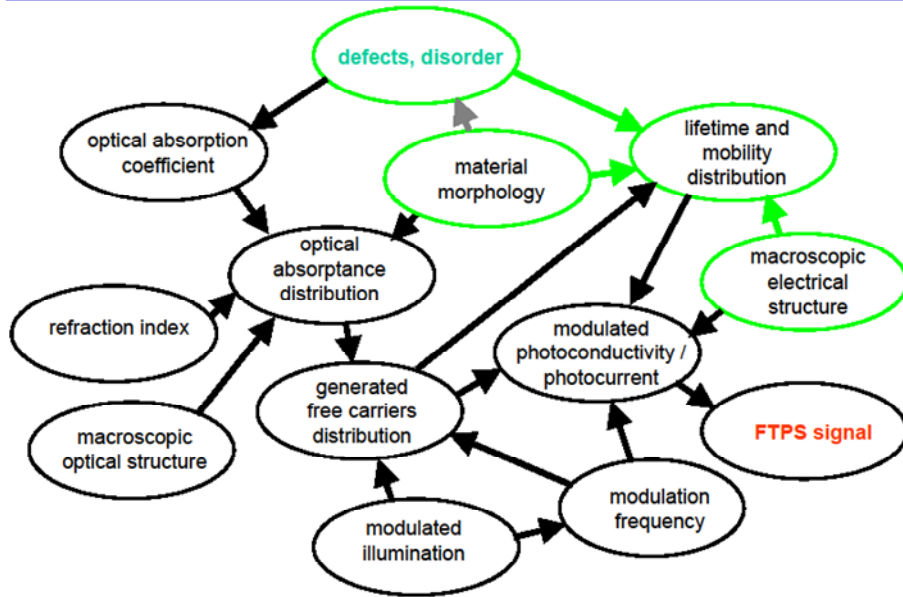 defects, disorder
optical absorption
coefficient
material
morphology
lifetime and
mobility
distribution
optical
absorptance
distribution
macroscopic
electrical
structure
refraction index
modulated
photoconductivity /
photocurrent
generated
free carriers
distribution
macroscopic
optical structure
FTPS signal
modulation
frequency
modulated
illumination